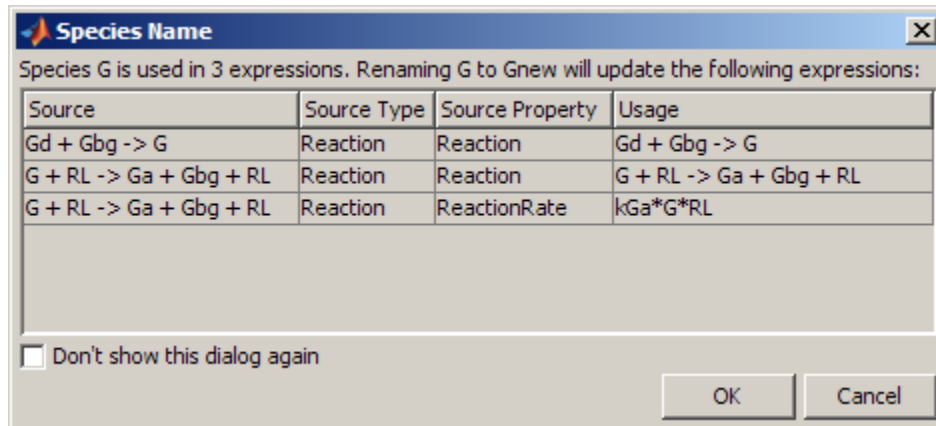 Species Name
Species G is used in 3 expressions. Renaming G to Gnew will update the following expressions:
Source Source Type Source Property Usage
Gd + Gbg -> G Reaction Reaction Gd + Gbg -> G
G + RL -> Ga + Gbg + RL Reaction Reaction G + RL -> Ga + Gbg + RL
G + RL -> Ga + Gbg + RL Reaction ReactionRate kGa*G*RL
Don't show this dialog again
OK Cancel